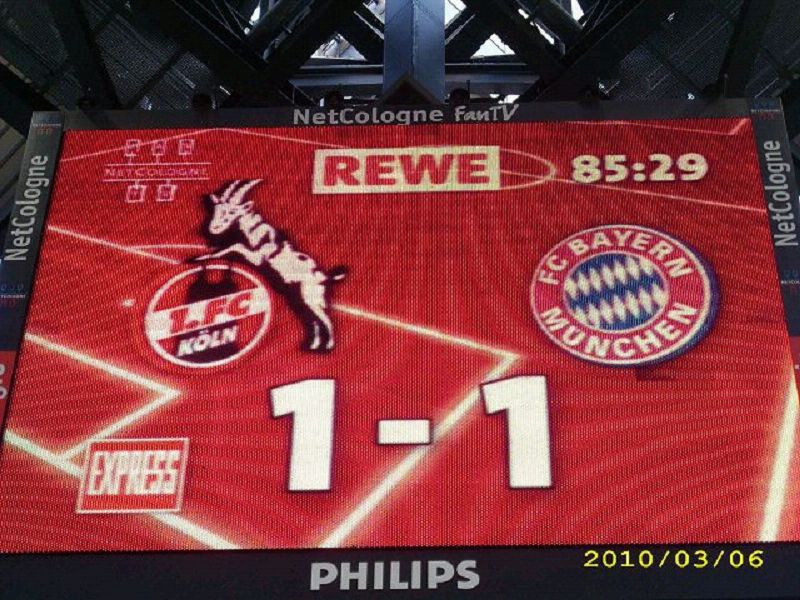 NetCologne FanTV
NetCologne
NetCologne
NETCOLOGNE
REWE
85:29
1.FC
KÖLN
FC BAYERN
MÜNCHEN
1 - 1
EXPRESS
PHILIPS
2010/03/06